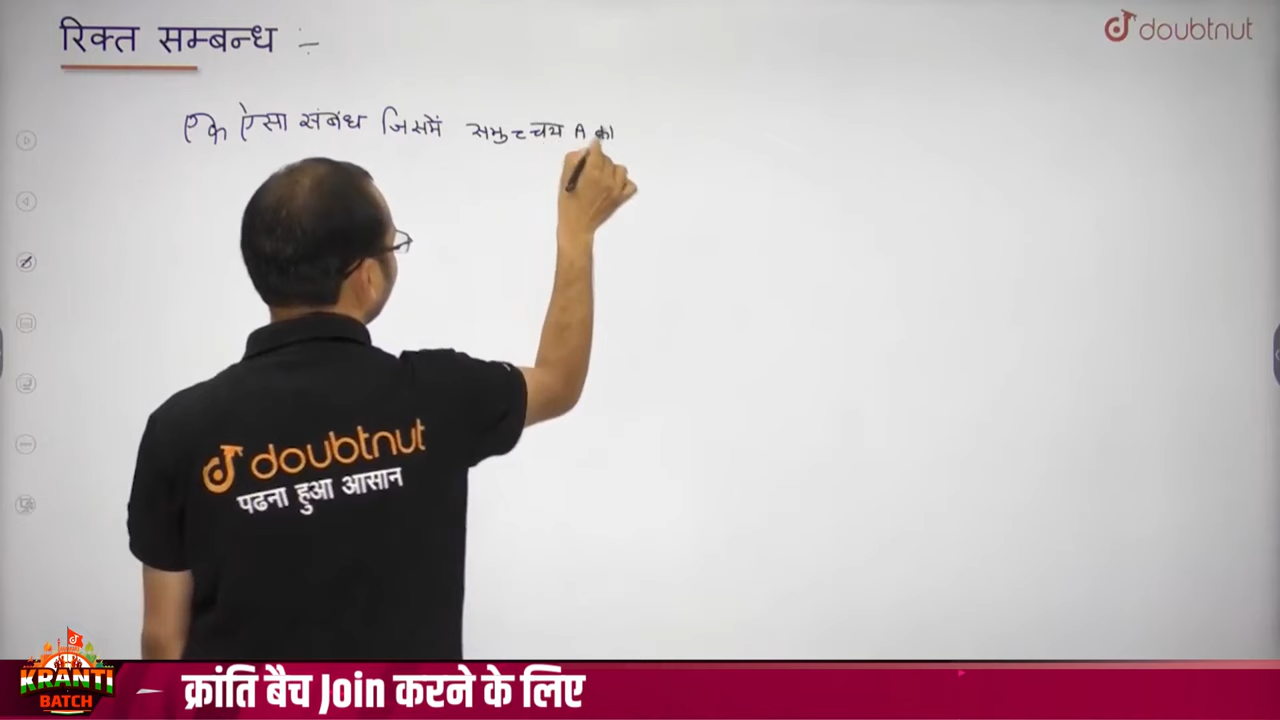 रिक्त सम्बन्ध :-
doubtnut
एक ऐसा संबंध जिसमें समुच्चय A का
doubtnut
पढना हुआ आसान
KRANTI
BATCH
क्रांति बैच Join करने के लिए